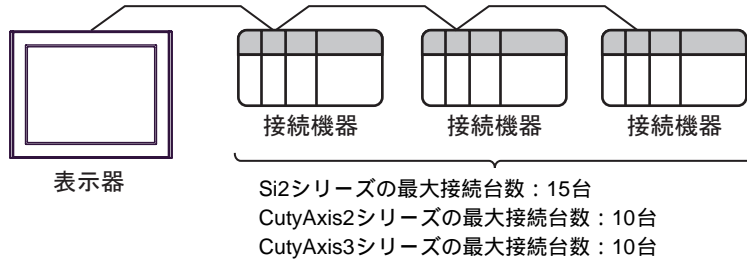 接続機器 接続機器 接続機器
表示器
Si2シリーズの最大接続台数：15台
CutyAxis2シリーズの最大接続台数：10台
CutyAxis3シリーズの最大接続台数：10台